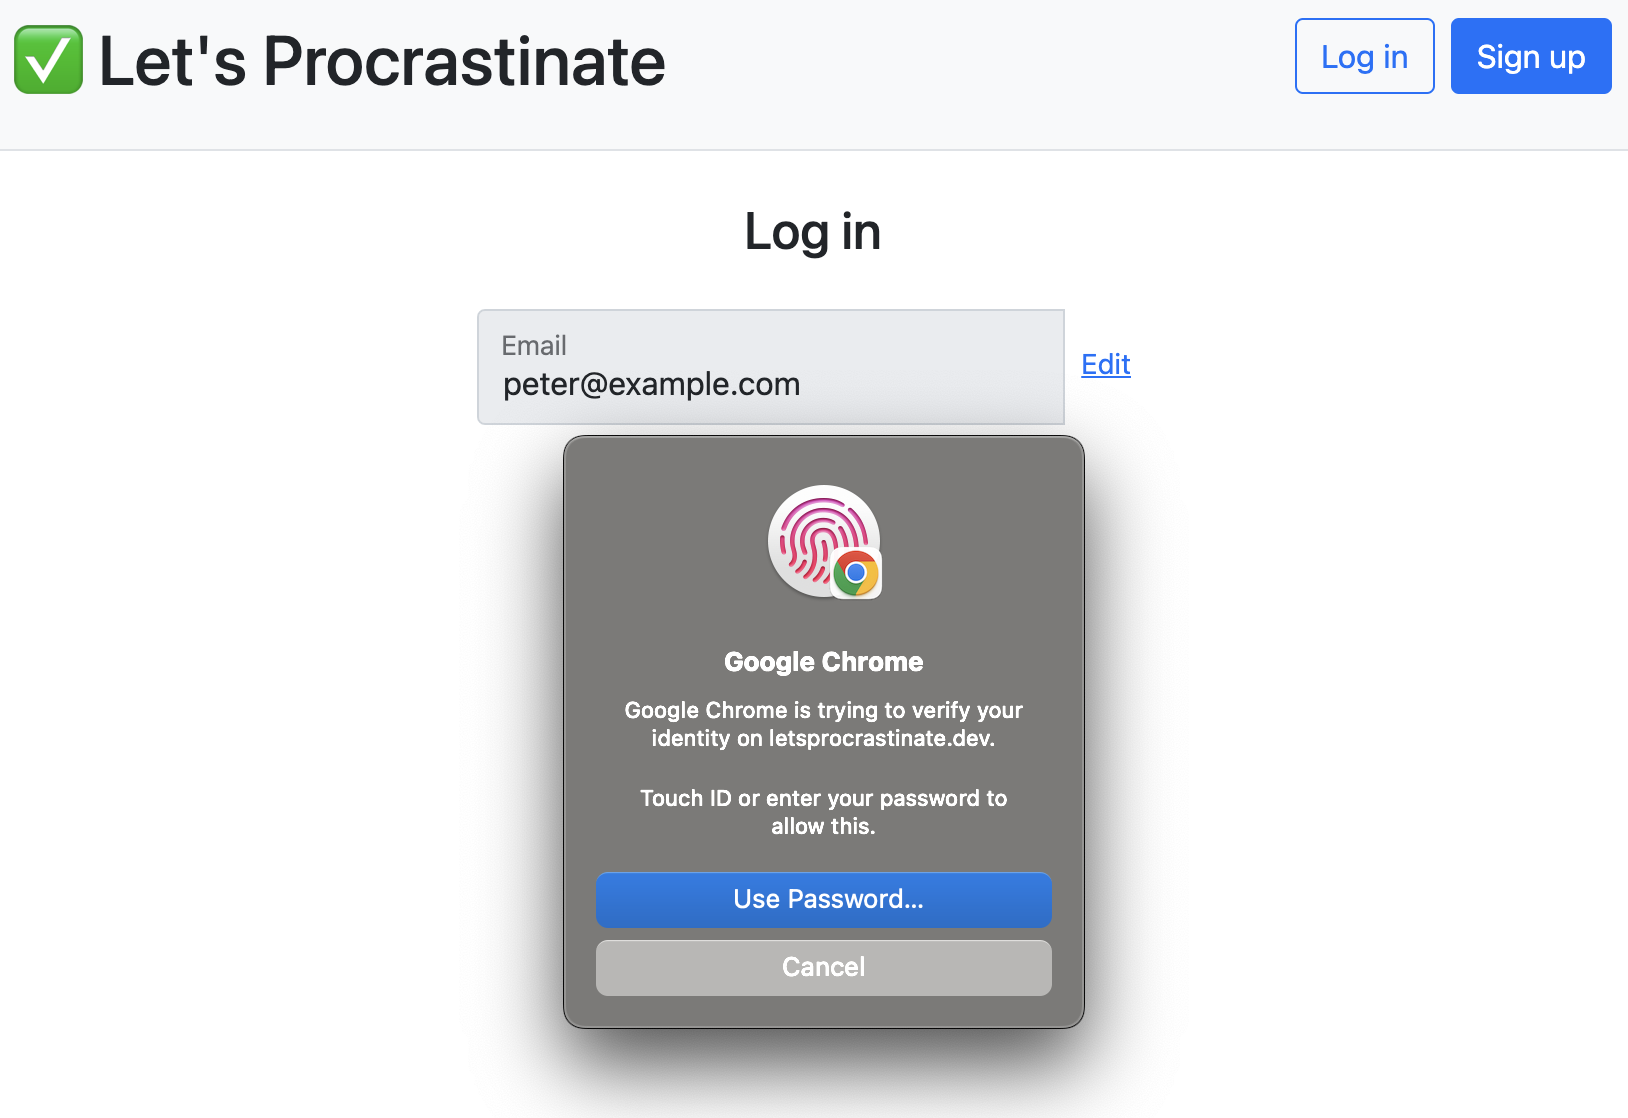 ✅ Let's Procrastinate
Log in
Sign up
Log in
Email
peter@example.com
Edit
Google Chrome
Google Chrome is trying to verify your
identity on letsprocrastinate.dev.
Touch ID or enter your password to
allow this.
Use Password...
Cancel